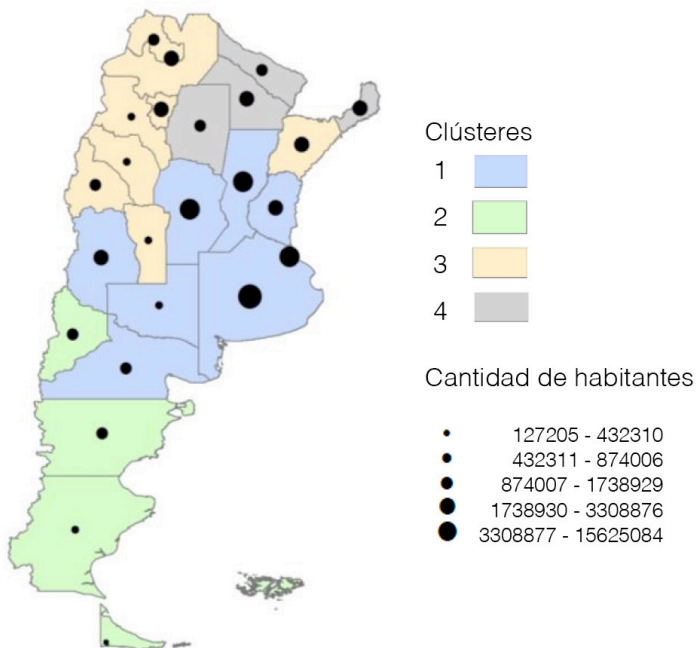 Clústeres
1
2
3
4
Cantidad de habitantes
127205 - 432310
432311 - 874006
874007 - 1738929
1738930 - 3308876
3308877 - 15625084